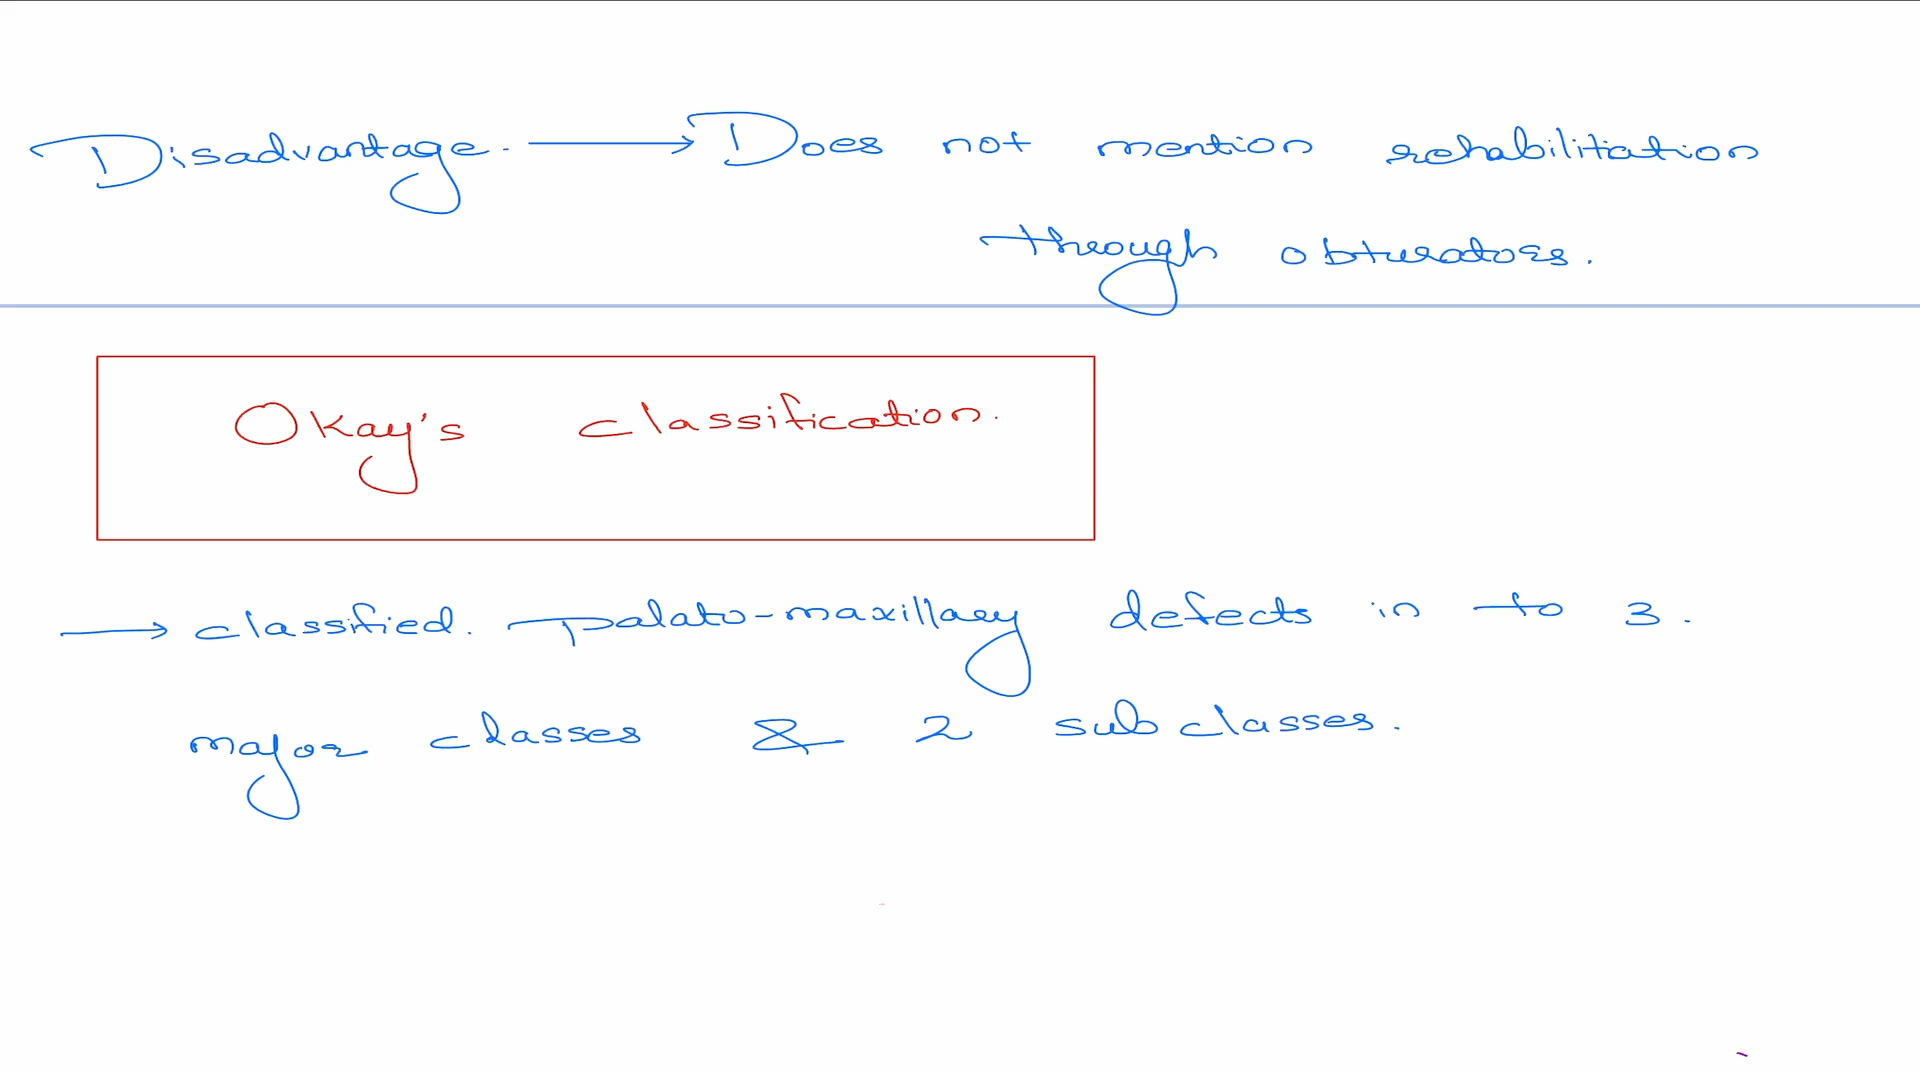 Disadvantage. → Does not mention rehabilitiation
through obturators.
Okay's classification.
→ classified. palato-maxillary defects in to 3.
major classes & 2 sub classes.